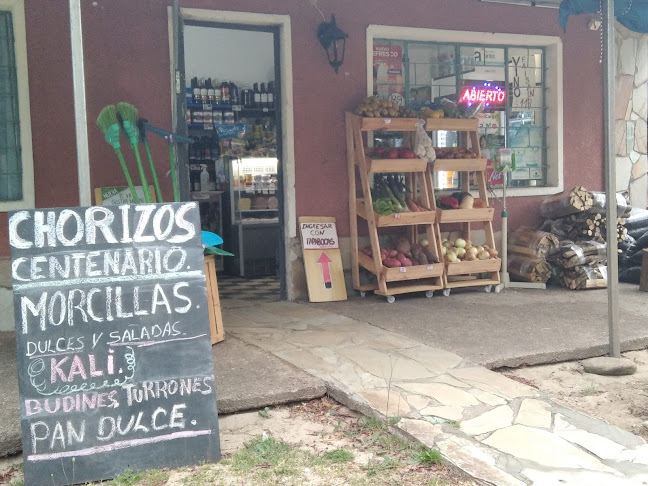 CHORIZOS
CENTENARIO
MORCILLAS
DULCES Y SALADAS.
KALI.
BUDINES TURRONES
PAN DULCE.
INGRESAR
CON
TAPABOCAS
ABIERTO